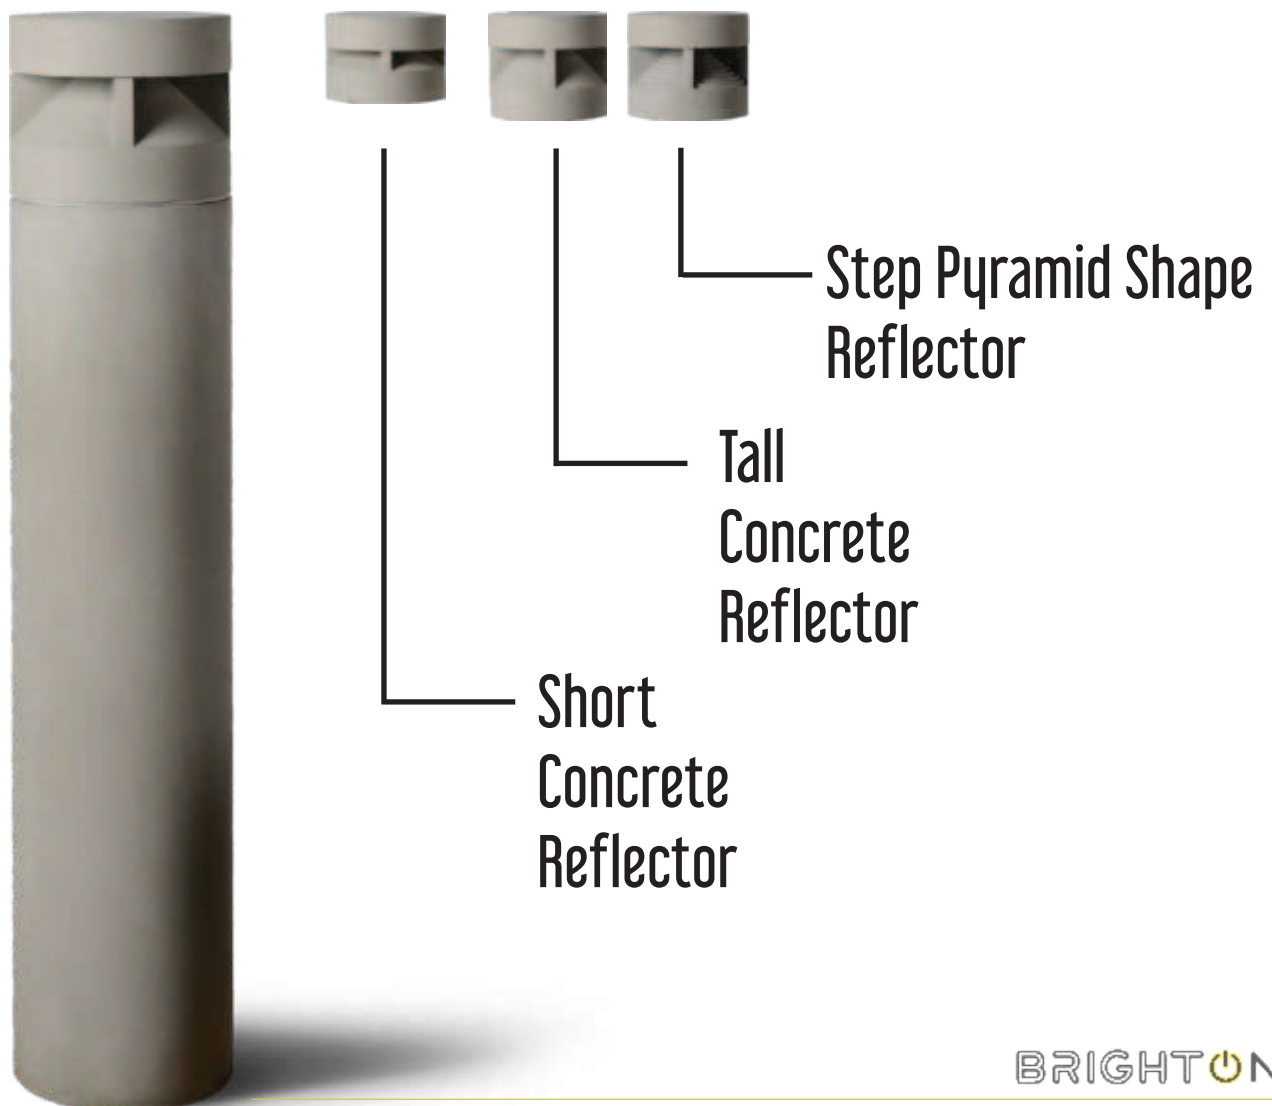 Step Pyramid Shape
Reflector
Tall
Concrete
Reflector
Short
Concrete
Reflector
BRIGHTON